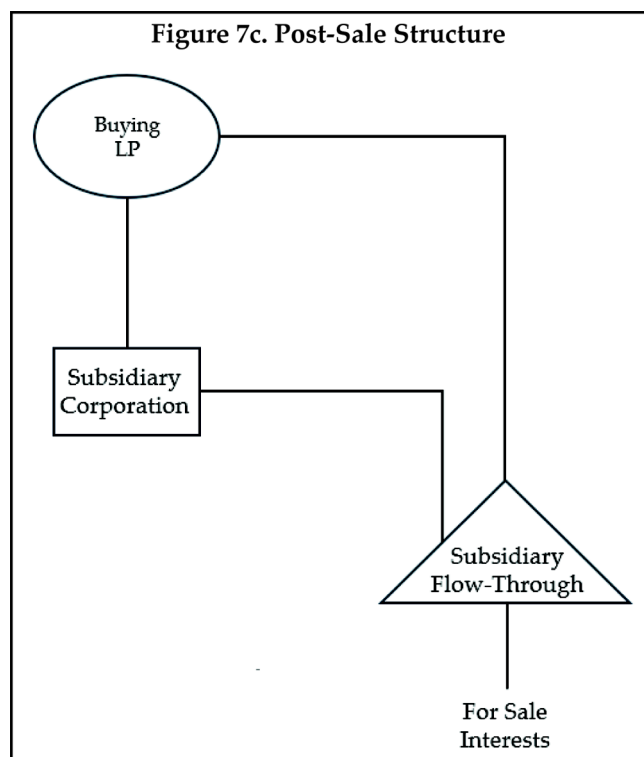 Figure 7c. Post-Sale Structure
Buying
LP
Subsidiary
Corporation
Subsidiary
Flow-Through
For Sale
Interests